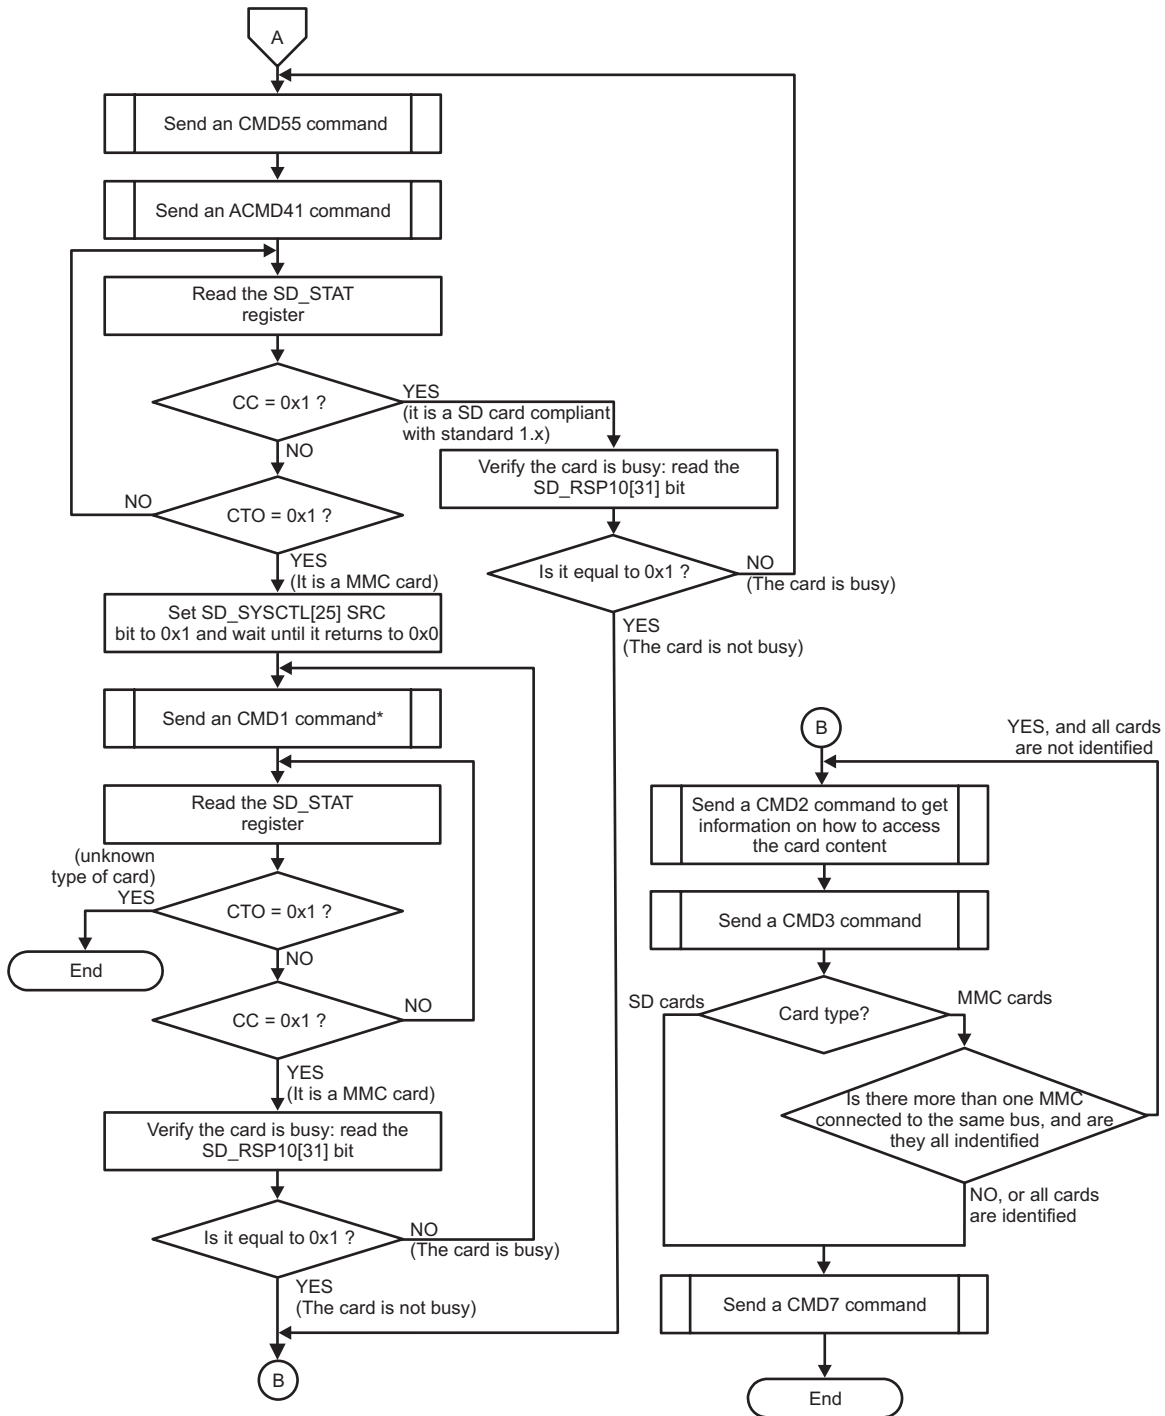 A
Send an CMD55 command
Send an ACMD41 command
Read the SD_STAT
register
CC = 0x1 ?
YES
(it is a SD card compliant
with standard 1.x)
NO
Verify the card is busy: read the
SD_RSP10[31] bit
NO
CTO = 0x1 ?
YES
(It is a MMC card)
Is it equal to 0x1 ?
NO
(The card is busy)
YES
(The card is not busy)
Set SD_SYSCTL[25] SRC
bit to 0x1 and wait until it returns to 0x0
Send an CMD1 command*
Read the SD_STAT
register
(unknown
type of card)
YES
CTO = 0x1 ?
End
NO
CC = 0x1 ?
NO
YES
(It is a MMC card)
Verify the card is busy: read the
SD_RSP10[31] bit
Is it equal to 0x1 ?
NO
(The card is busy)
YES
(The card is not busy)
B
B
YES, and all cards
are not identified
Send a CMD2 command to get
information on how to access
the card content
Send a CMD3 command
SD cards
Card type?
MMC cards
Is there more than one MMC
connected to the same bus, and are
they all indentified
NO, or all cards
are identified
Send a CMD7 command
End